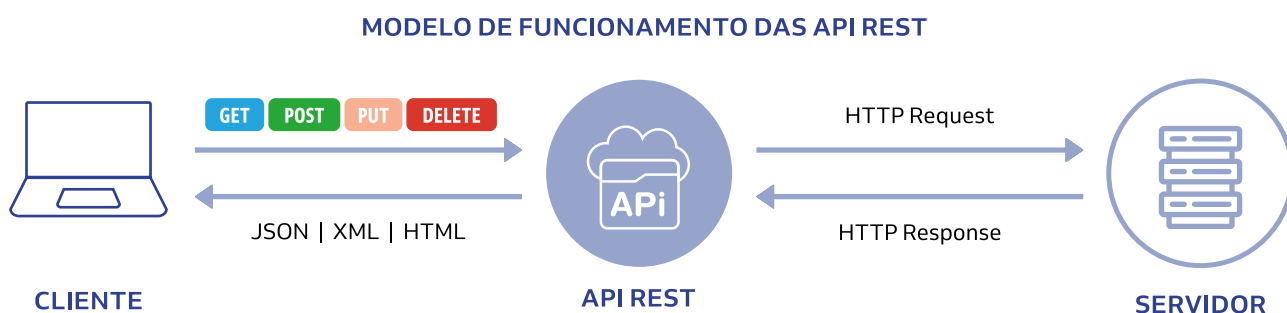 MODELO DE FUNCIONAMENTO DAS API REST
GET POST PUT DELETE
HTTP Request
APi
JSON | XML | HTML
HTTP Response
CLIENTE
API REST
SERVIDOR